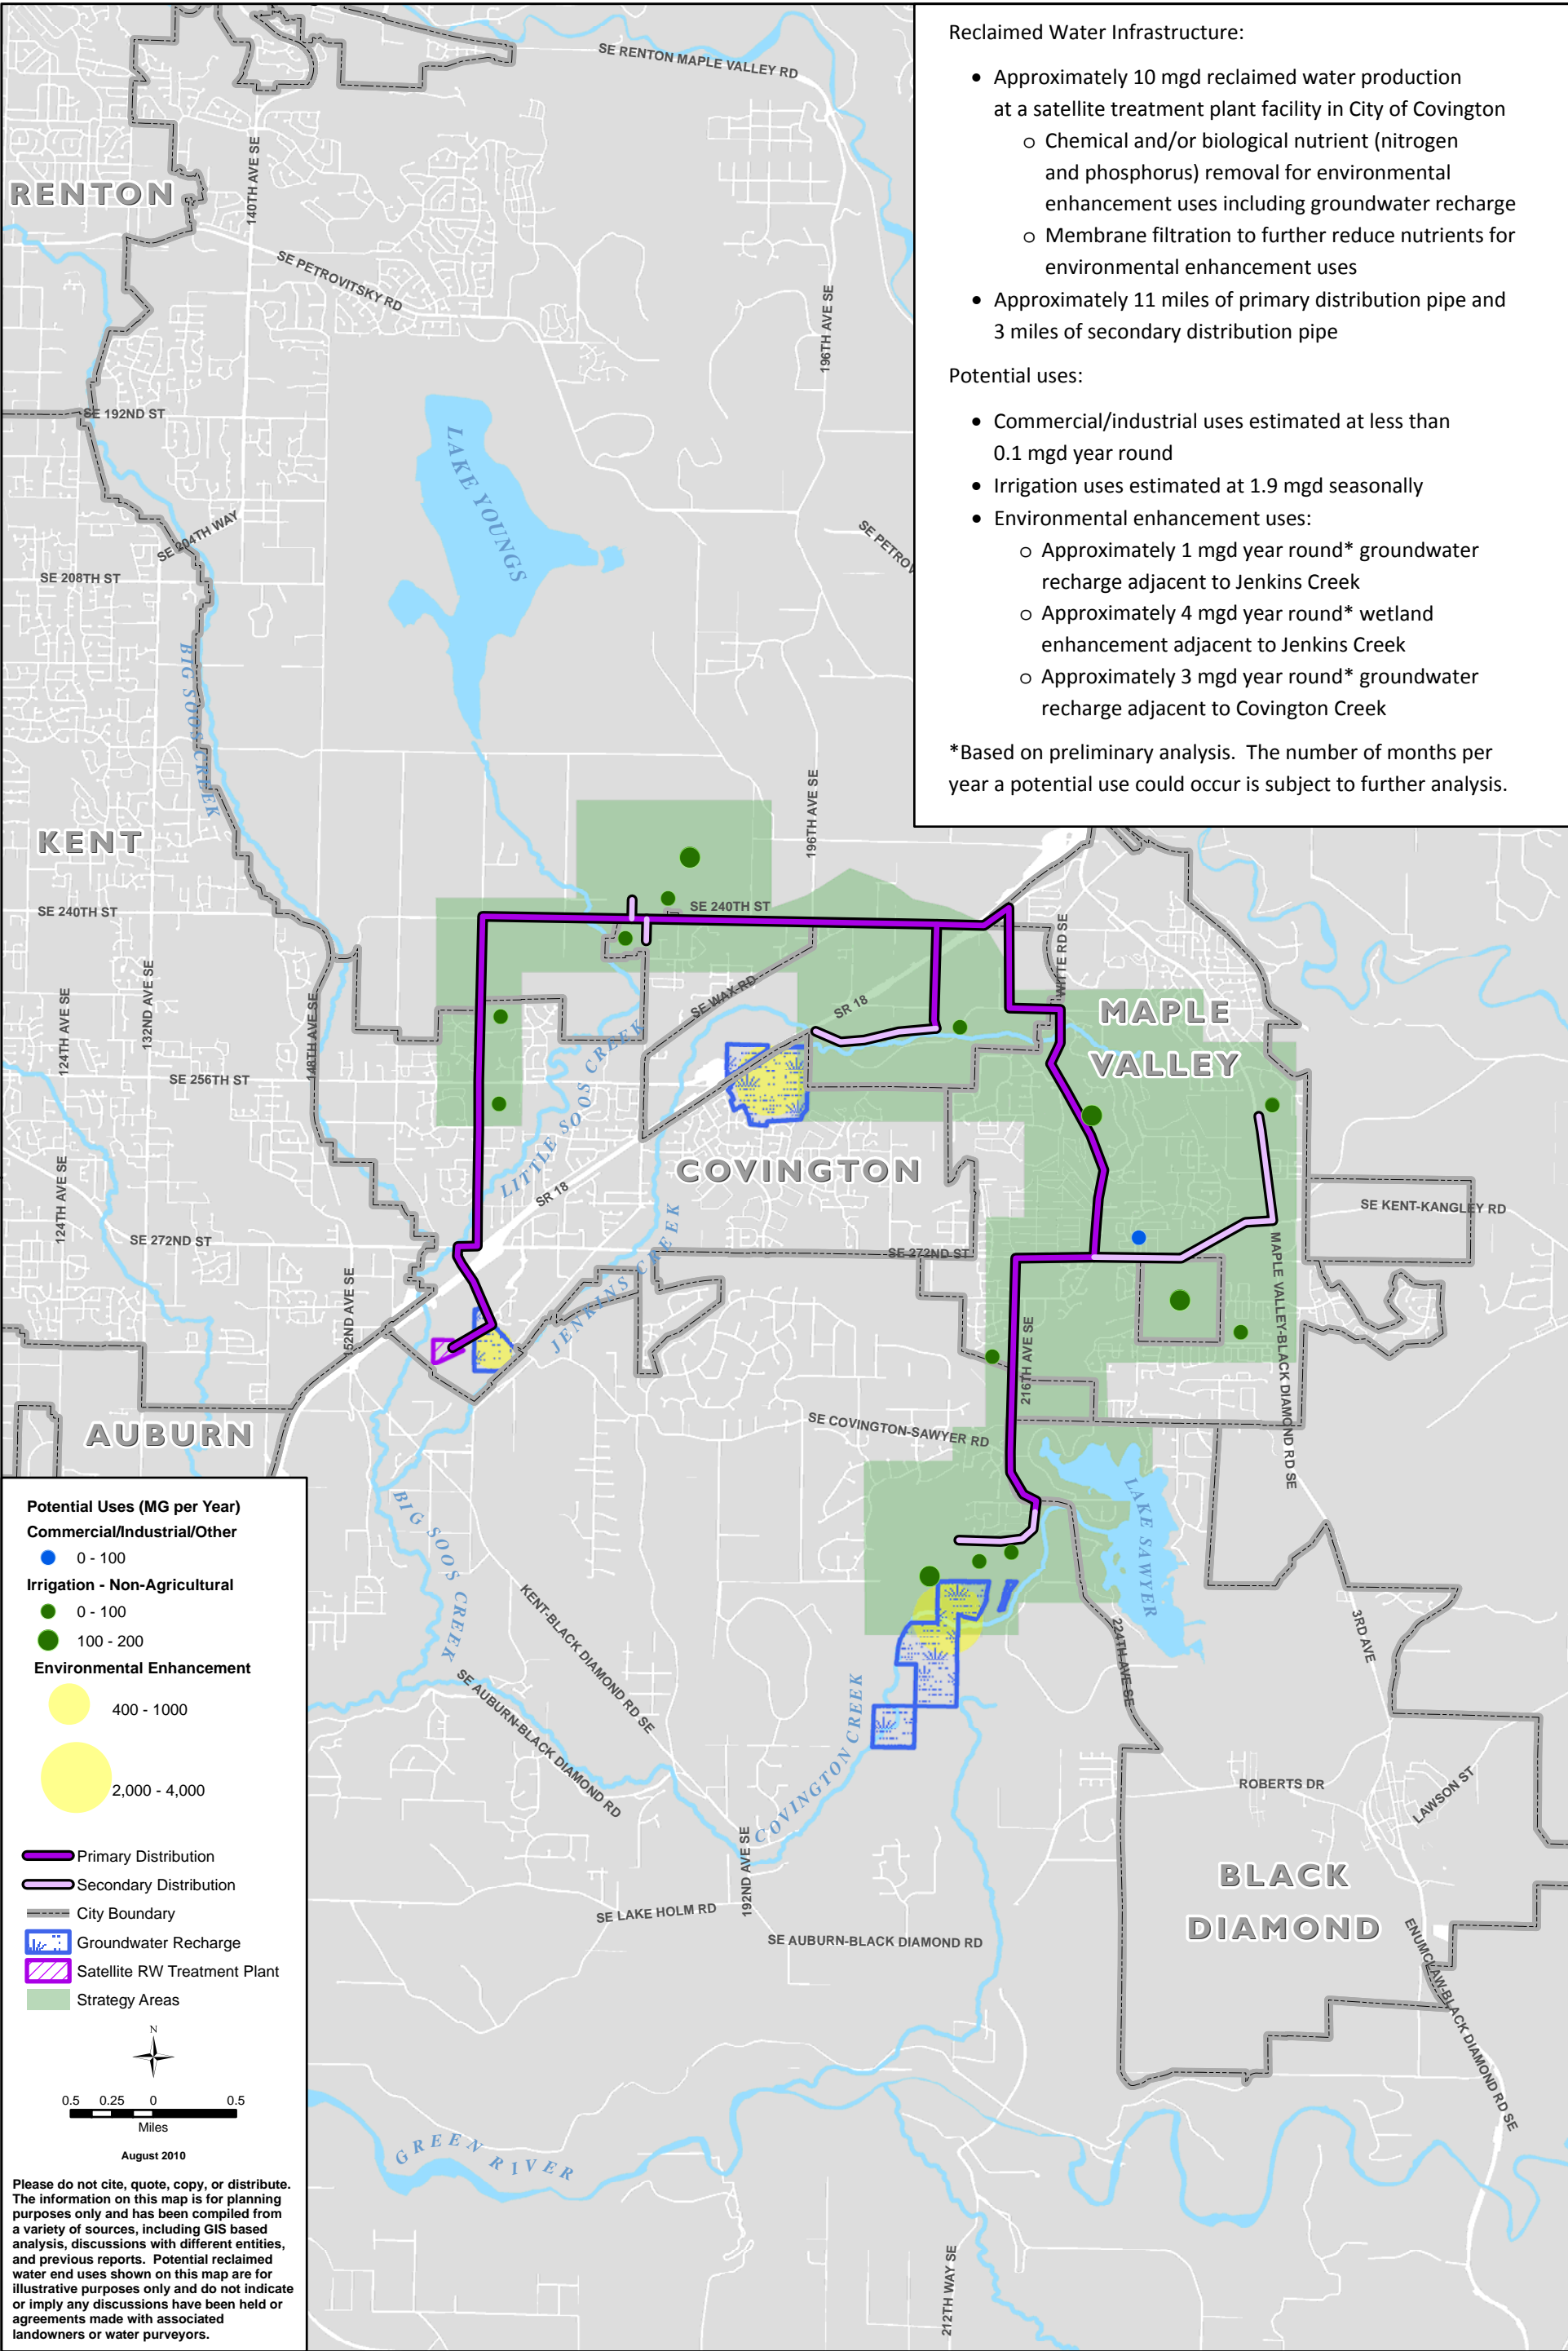 Reclaimed Water Infrastructure:
• Approximately 10 mgd reclaimed water production
at a satellite treatment plant facility in City of Covington
o Chemical and/or biological nutrient (nitrogen
and phosphorus) removal for environmental
enhancement uses including groundwater recharge
o Membrane filtration to further reduce nutrients for
environmental enhancement uses
• Approximately 11 miles of primary distribution pipe and
3 miles of secondary distribution pipe
Potential uses:
• Commercial/industrial uses estimated at less than
0.1 mgd year round
• Irrigation uses estimated at 1.9 mgd seasonally
• Environmental enhancement uses:
o Approximately 1 mgd year round* groundwater
recharge adjacent to Jenkins Creek
o Approximately 4 mgd year round* wetland
enhancement adjacent to Jenkins Creek
o Approximately 3 mgd year round* groundwater
recharge adjacent to Covington Creek
*Based on preliminary analysis. The number of months per
year a potential use could occur is subject to further analysis.
SE RENTON MAPLE VALLEY RD
140TH AVE SE
RENTON
SE PETROVITSKY RD
196TH AVE SE
SE 192ND ST
LAKE YOUNGS
SE 204TH WAY
SE PETROV
SE 208TH ST
BIG SOOS CREEK
196TH AVE SE
KENT
SE 240TH ST
SE 240TH ST
WITTE RD SE
124TH AVE SE
132ND AVE SE
148TH AVE SE
SE WAX RD
SR 18
MAPLE
VALLEY
SE 256TH ST
LITTLE SOOS CREEK
COVINGTON
SR 18
124TH AVE SE
SE KENT-KANGLEY RD
SE 272ND ST
SE 272ND ST
JENKINS CREEK
MAPLE VALLEY-BLACK DIAMOND RD SE
152ND AVE SE
216TH AVE SE
AUBURN
SE COVINGTON-SAWYER RD
LAKE SAWYER
BIG SOOS CREEK
KENT-BLACK DIAMOND RD SE
224TH AVE SE
3RD AVE
SE AUBURN-BLACK DIAMOND RD
COVINGTON CREEK
ROBERTS DR
LAWSON ST
192ND AVE SE
BLACK
DIAMOND
SE LAKE HOLM RD
SE AUBURN-BLACK DIAMOND RD
ENUMCLAW-BLACK DIAMOND RD SE
GREEN RIVER
212TH WAY SE
Potential Uses (MG per Year)
Commercial/Industrial/Other
0 - 100
Irrigation - Non-Agricultural
0 - 100
100 - 200
Environmental Enhancement
400 - 1000
2,000 - 4,000
Primary Distribution
Secondary Distribution
City Boundary
Groundwater Recharge
Satellite RW Treatment Plant
Strategy Areas
N
0.5 0.25 0 0.5
Miles
August 2010
Please do not cite, quote, copy, or distribute.
The information on this map is for planning
purposes only and has been compiled from
a variety of sources, including GIS based
analysis, discussions with different entities,
and previous reports. Potential reclaimed
water end uses shown on this map are for
illustrative purposes only and do not indicate
or imply any discussions have been held or
agreements made with associated
landowners or water purveyors.